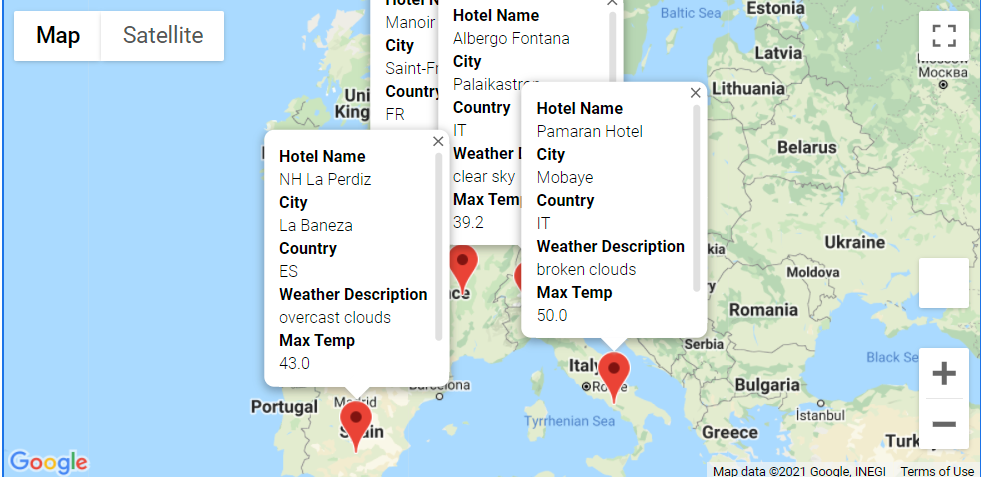 Map
Satellite
Hotel Name
Manoir
City
Saint-Fr
Country
FR
Hotel Name
Albergo Fontana
City
Palaikastro
Country
IT
Weather D
clear sky
Max Temp
39.2
Hotel Name
Pamaran Hotel
City
Mobaye
Country
IT
Weather Description
broken clouds
Max Temp
50.0
Hotel Name
NH La Perdiz
City
La Baneza
Country
ES
Weather Description
overcast clouds
Max Temp
43.0
Baltic Sea
Estonia
Latvia
Moscow
Москва
Lithuania
Uni
King
Belarus
Ukraine
Moldova
Romania
Serbia
Italy
Rome
Black Se
Bulgaria
İstanbul
Barcelona
Madrid
Portugal
Spain
Tyrrhenian Sea
Greece
Turk
Google
Map data ©2021 Google, INEGI
Terms of Use